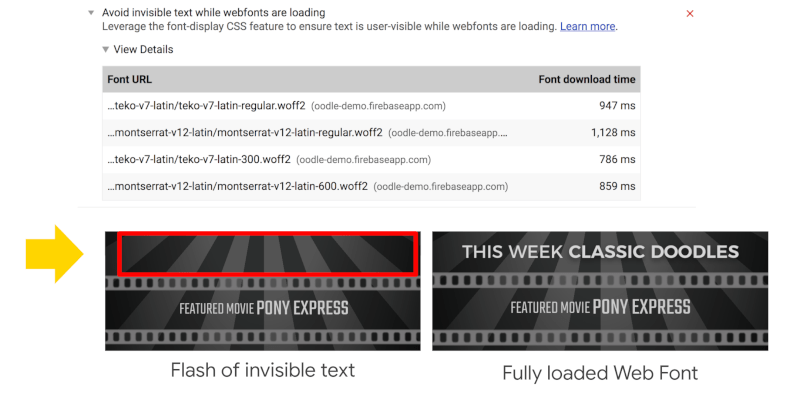 Avoid invisible text while webfonts are loading
Leverage the font-display CSS feature to ensure text is user-visible while webfonts are loading. Learn more.
View Details
Font URL Font download time
…teko-v7-latin/teko-v7-latin-regular.woff2 (oodle-demo.firebaseapp.com) 947 ms
…montserrat-v12-latin/montserrat-v12-latin-regular.woff2 (oodle-demo.firebaseapp.… 1,128 ms
…teko-v7-latin/teko-v7-latin-300.woff2 (oodle-demo.firebaseapp.com) 786 ms
…montserrat-v12-latin/montserrat-v12-latin-600.woff2 (oodle-demo.firebaseapp.com) 859 ms
FEATURED MOVIE PONY EXPRESS
Flash of invisible text
THIS WEEK CLASSIC DOODLES
FEATURED MOVIE PONY EXPRESS
Fully loaded Web Font